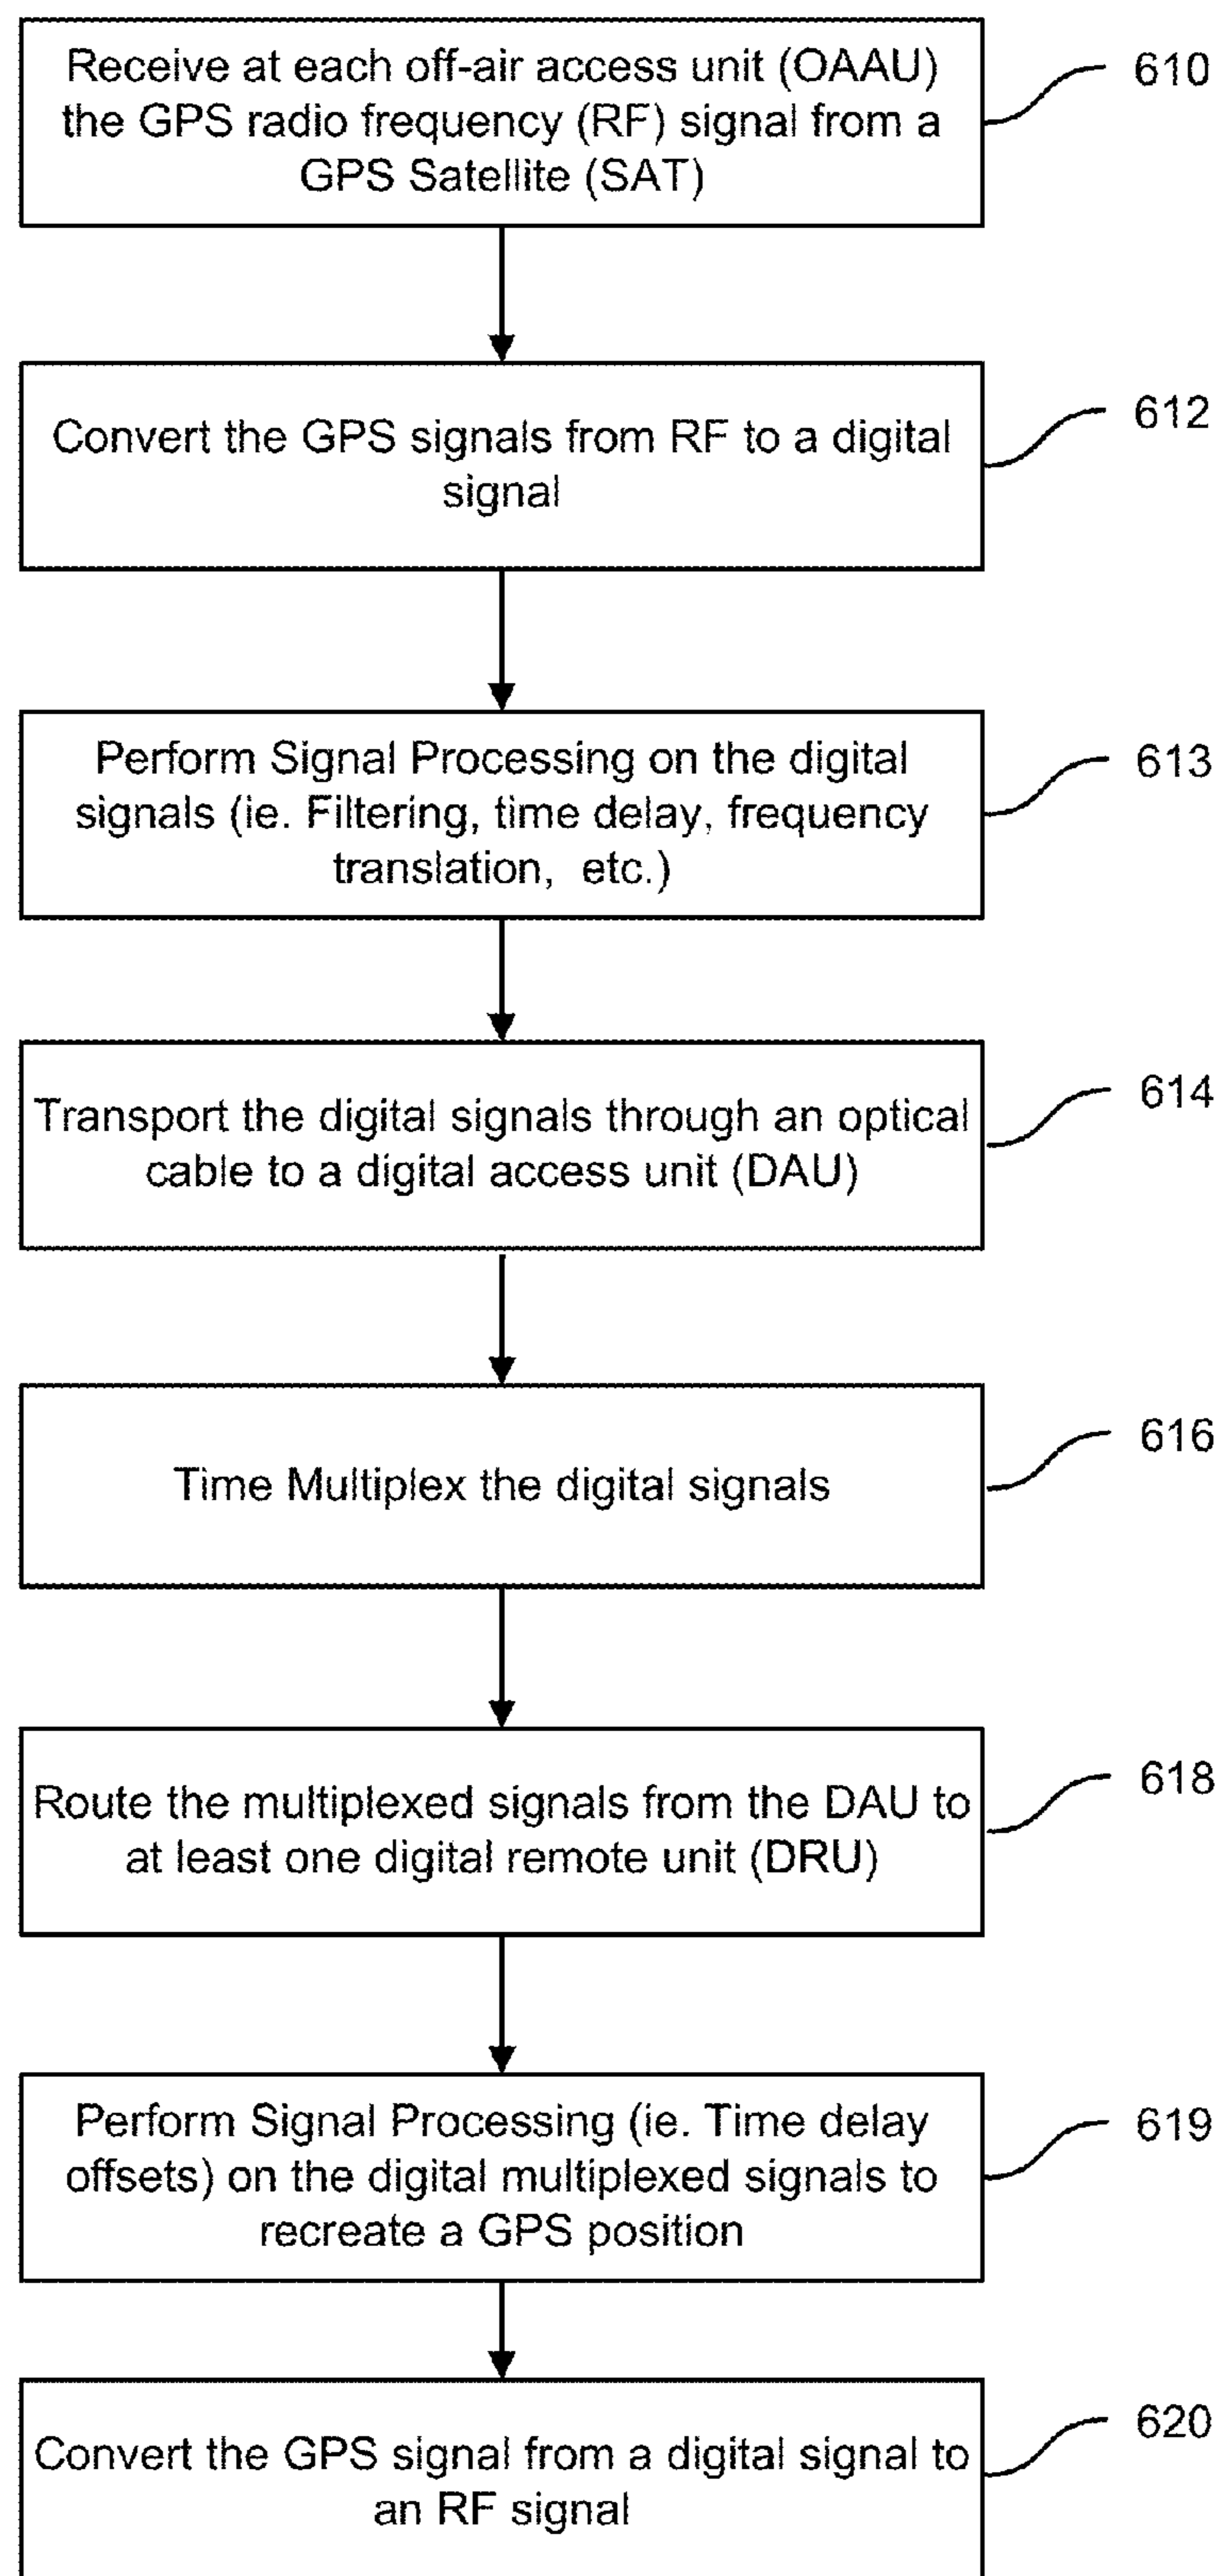 Receive at each off-air access unit (OAAU)
the GPS radio frequency (RF) signal from a
GPS Satellite (SAT)
610
Convert the GPS signals from RF to a digital
signal
612
Perform Signal Processing on the digital
signals (ie. Filtering, time delay, frequency
translation, etc.)
613
Transport the digital signals through an optical
cable to a digital access unit (DAU)
614
Time Multiplex the digital signals
616
Route the multiplexed signals from the DAU to
at least one digital remote unit (DRU)
618
Perform Signal Processing (ie. Time delay
offsets) on the digital multiplexed signals to
recreate a GPS position
619
Convert the GPS signal from a digital signal to
an RF signal
620